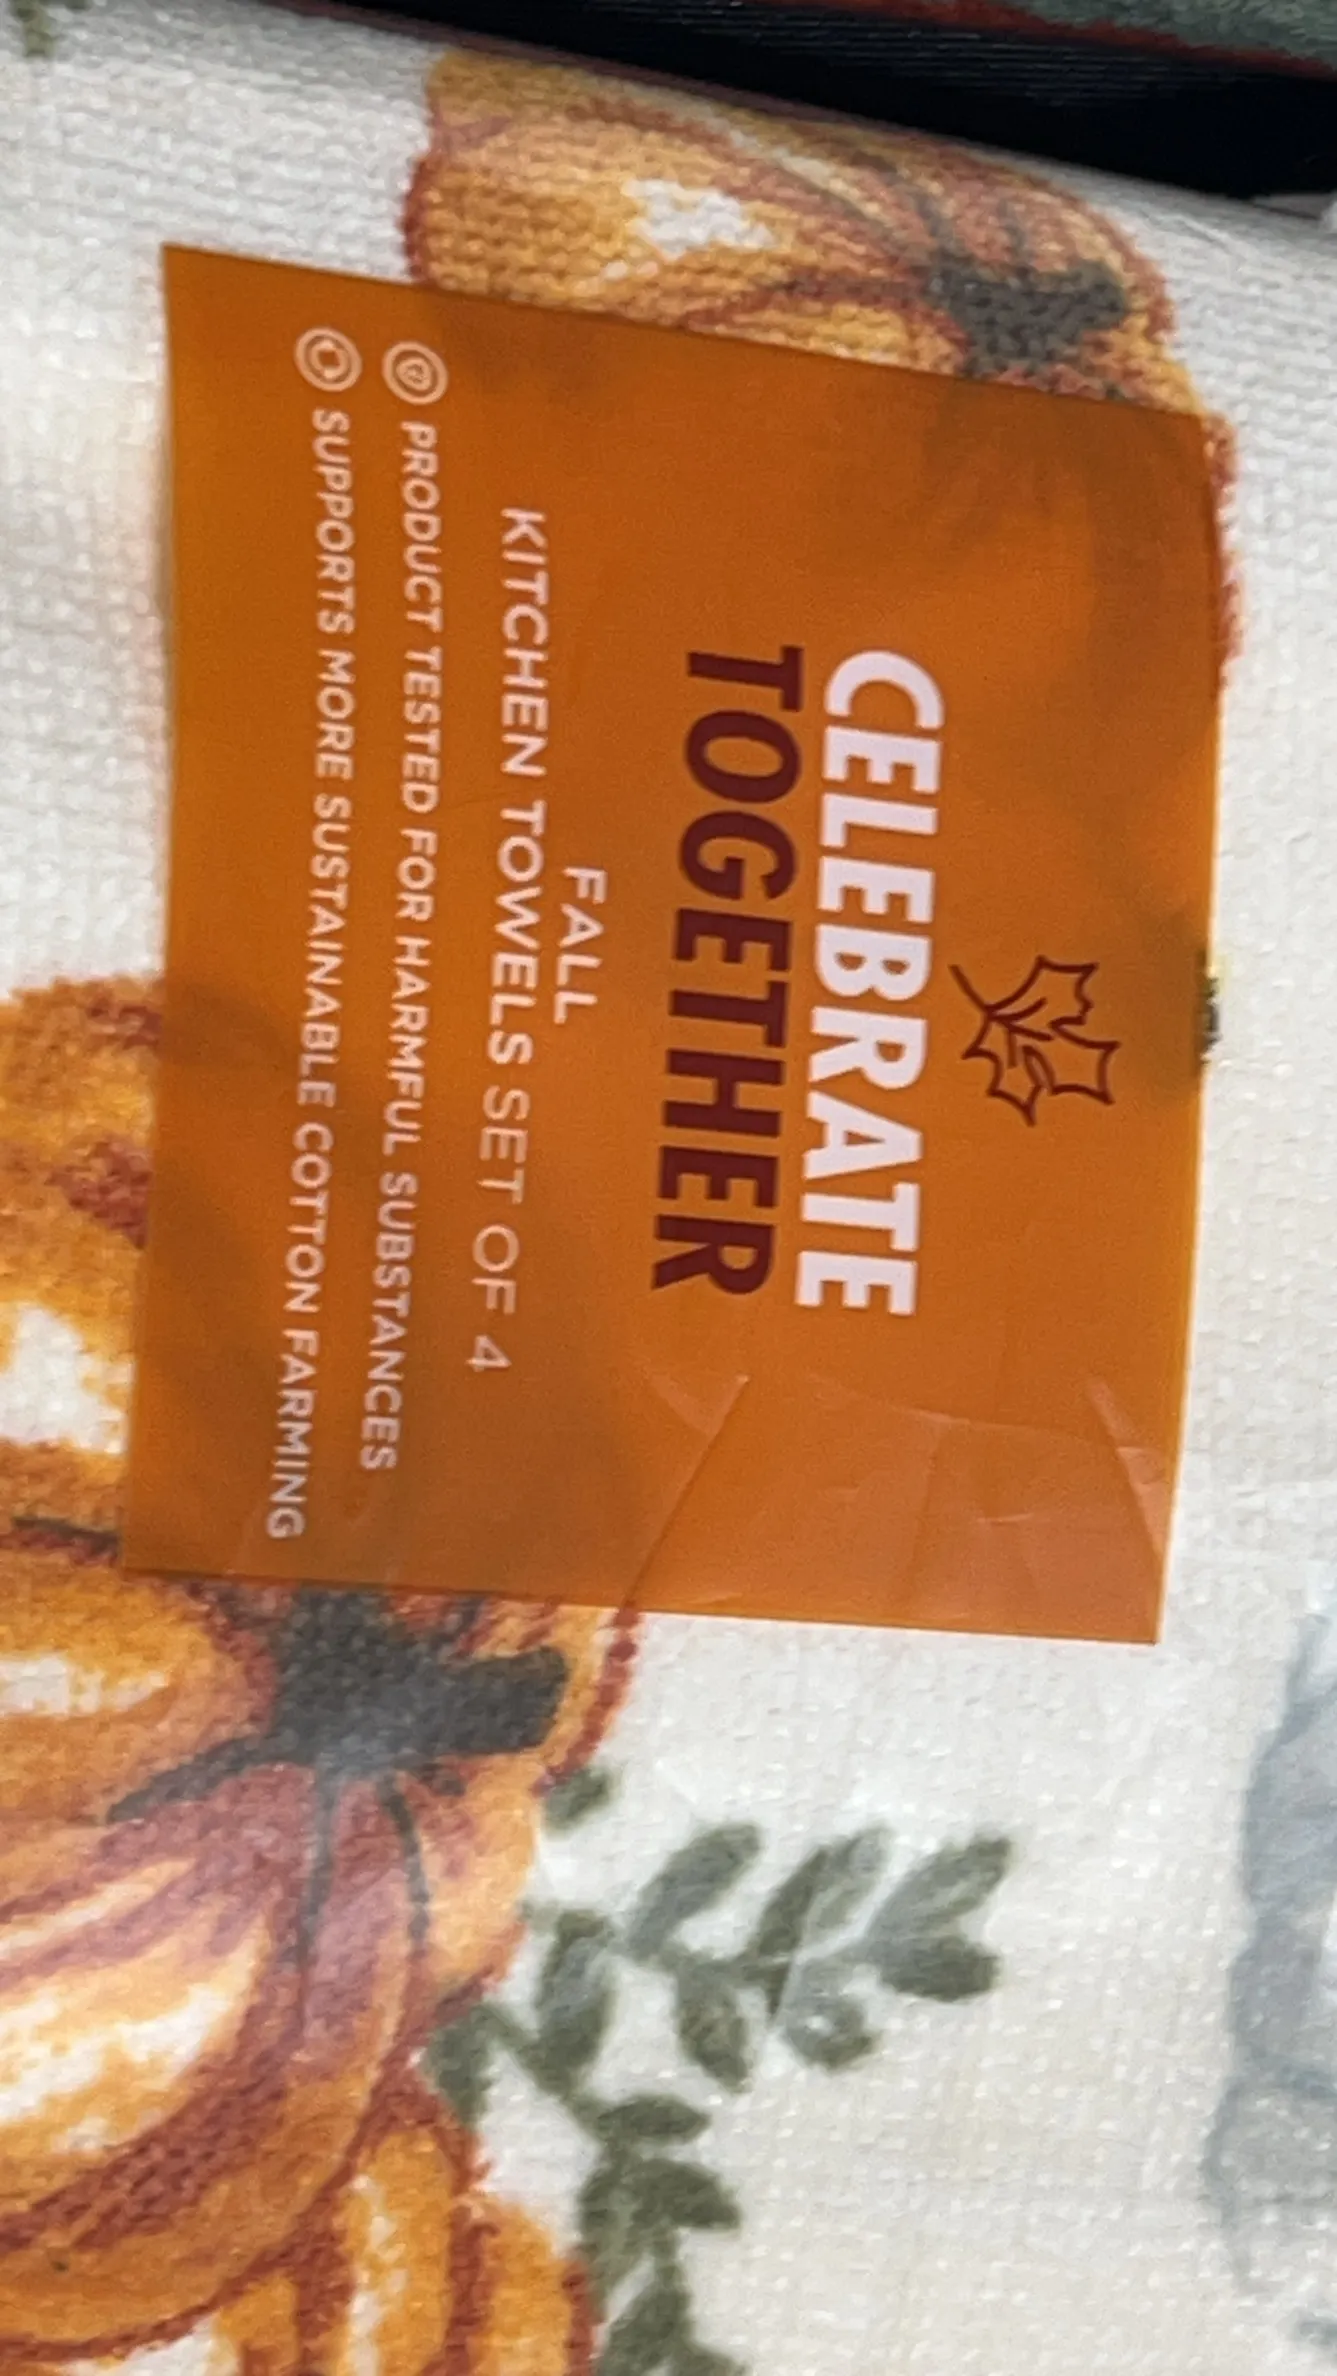 CELEBRATE
TOGETHER
FALL
KITCHEN TOWELS SET OF 4
PRODUCT TESTED FOR HARMFUL SUBSTANCES
SUPPORTS MORE SUSTAINABLE COTTON FARMING